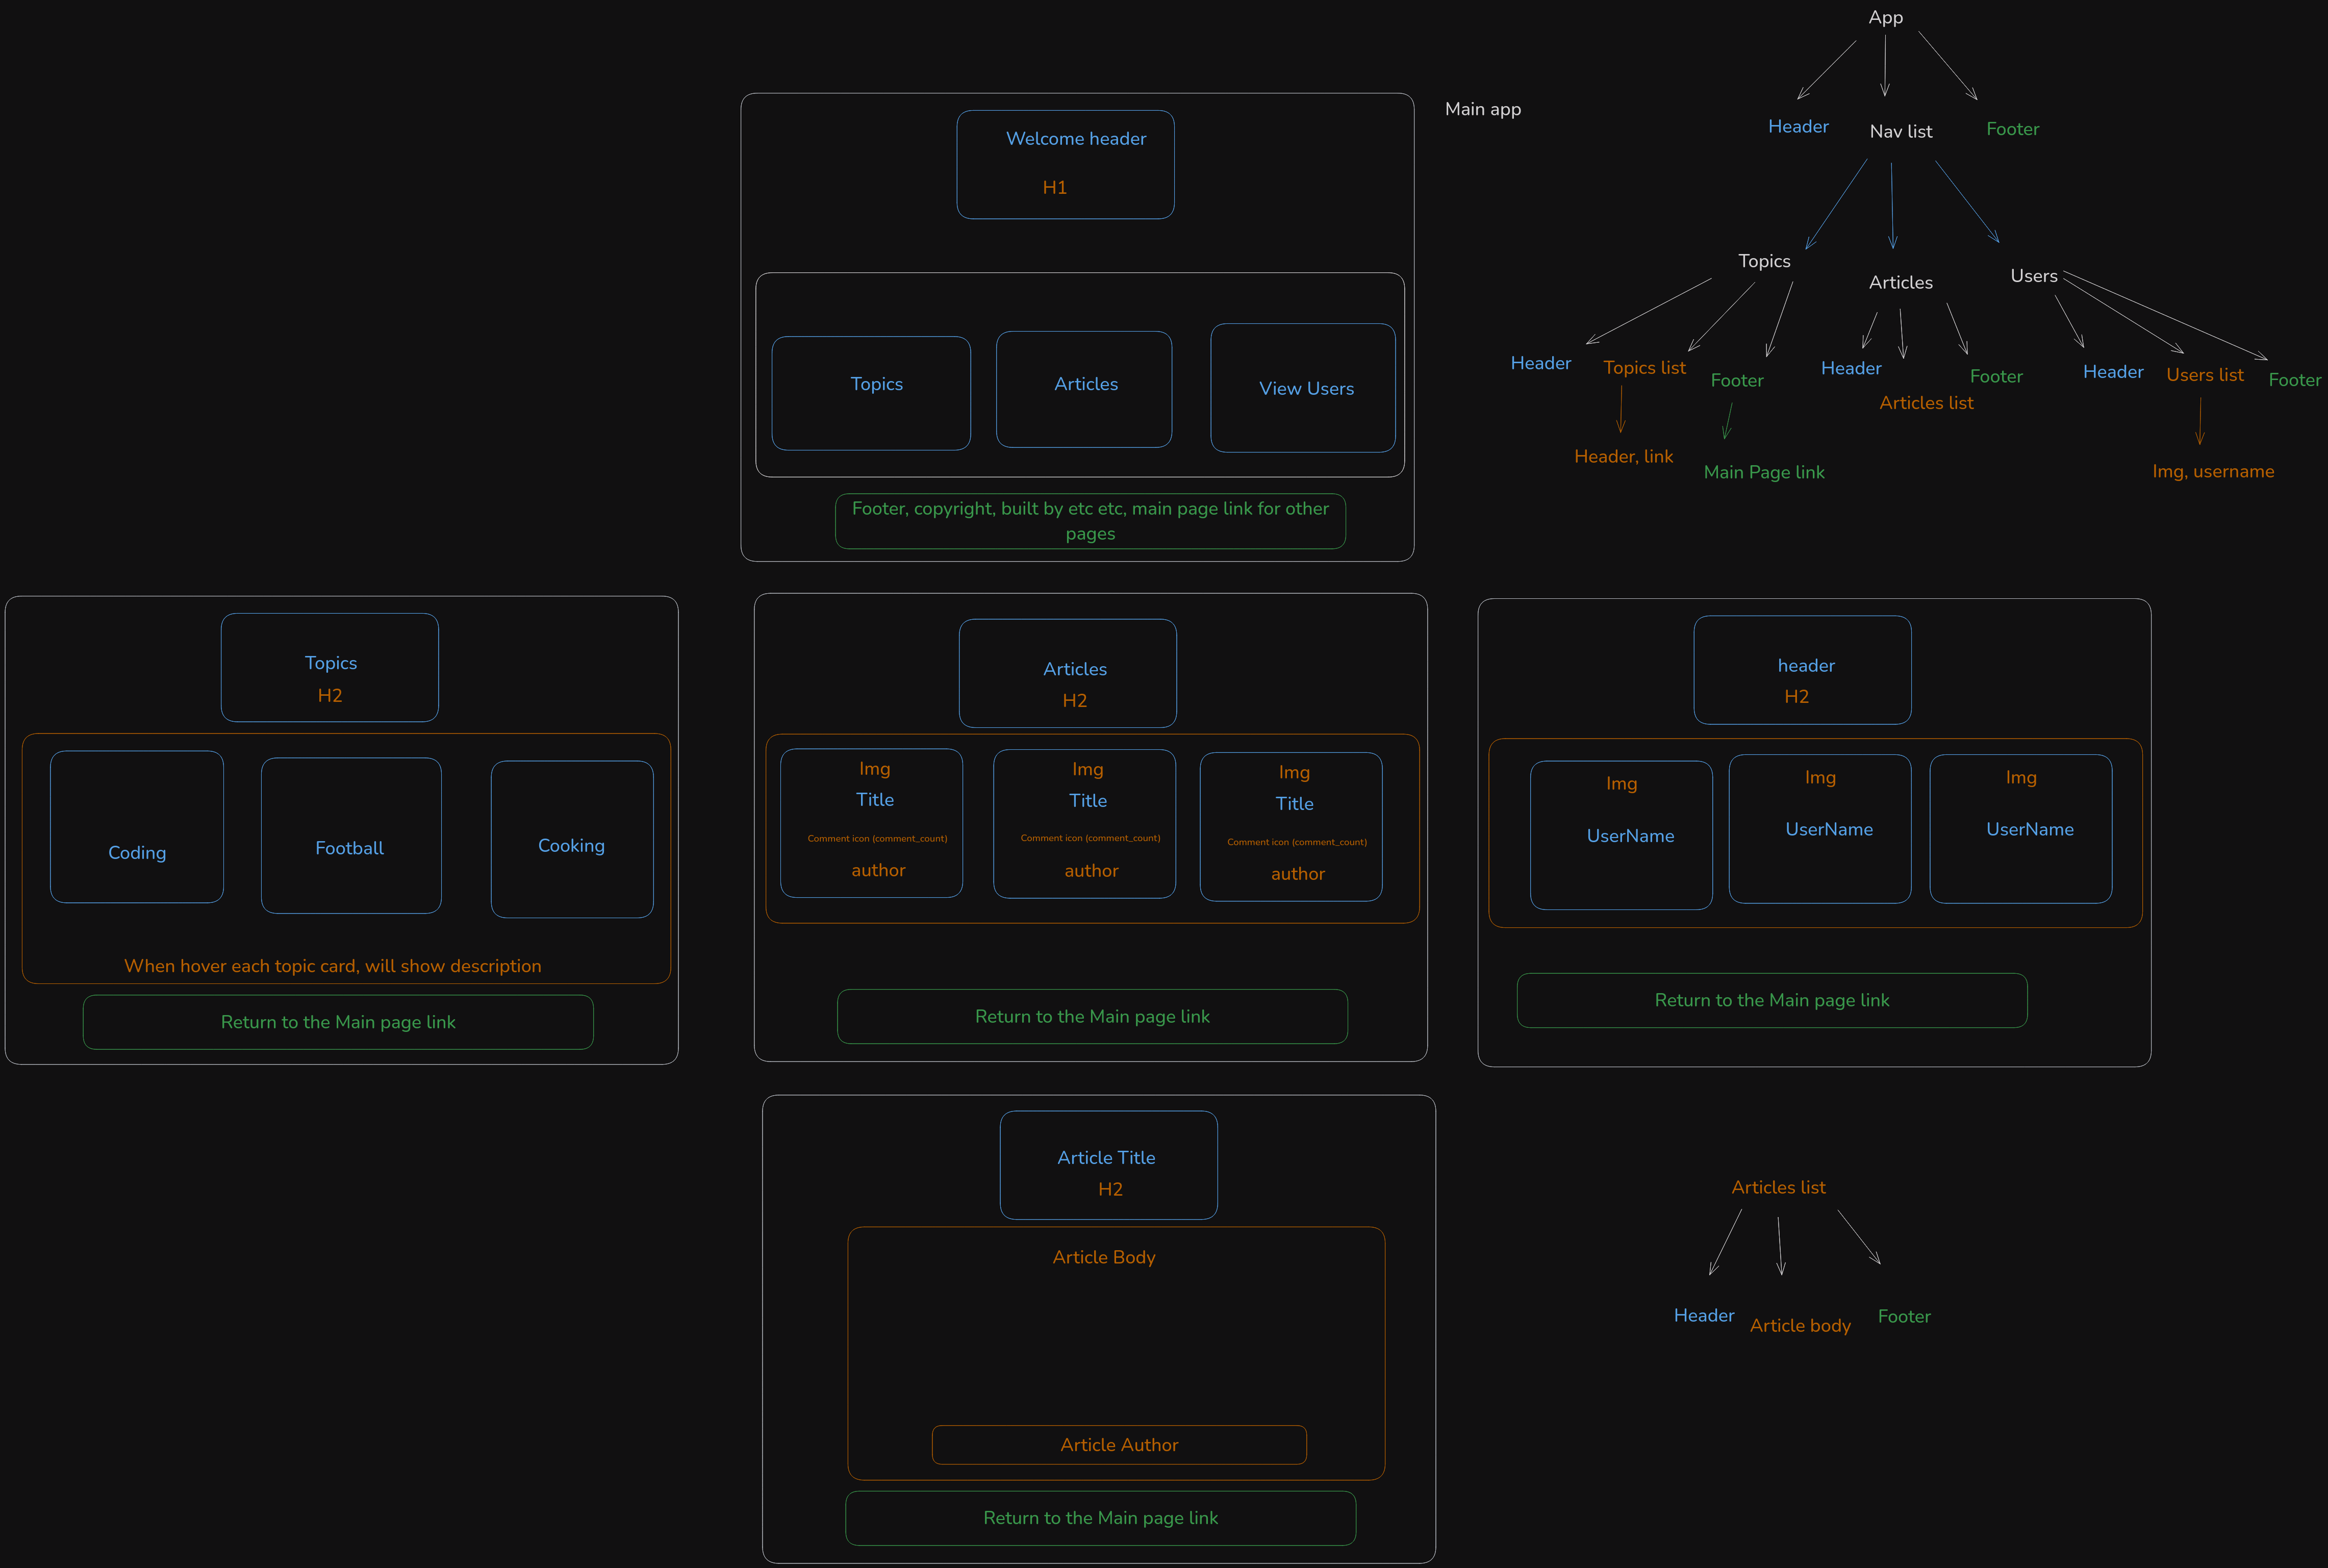 App
Main app
Header
Nav list
Footer
Topics
Articles
Users
Header
Topics list
Footer
Header
Articles list
Footer
Header
Users list
Footer
Header, link
Main Page link
Img, username
Welcome header
H1
Topics
Articles
View Users
Footer, copyright, built by etc etc, main page link for other
pages
Topics
H2
Coding
Football
Cooking
When hover each topic card, will show description
Return to the Main page link
Articles
H2
Img
Title
Comment icon (comment_count)
author
Img
Title
Comment icon (comment_count)
author
Img
Title
Comment icon (comment_count)
author
Return to the Main page link
header
H2
Img
UserName
Img
UserName
Img
UserName
Return to the Main page link
Article Title
H2
Article Body
Article Author
Return to the Main page link
Articles list
Header
Article body
Footer